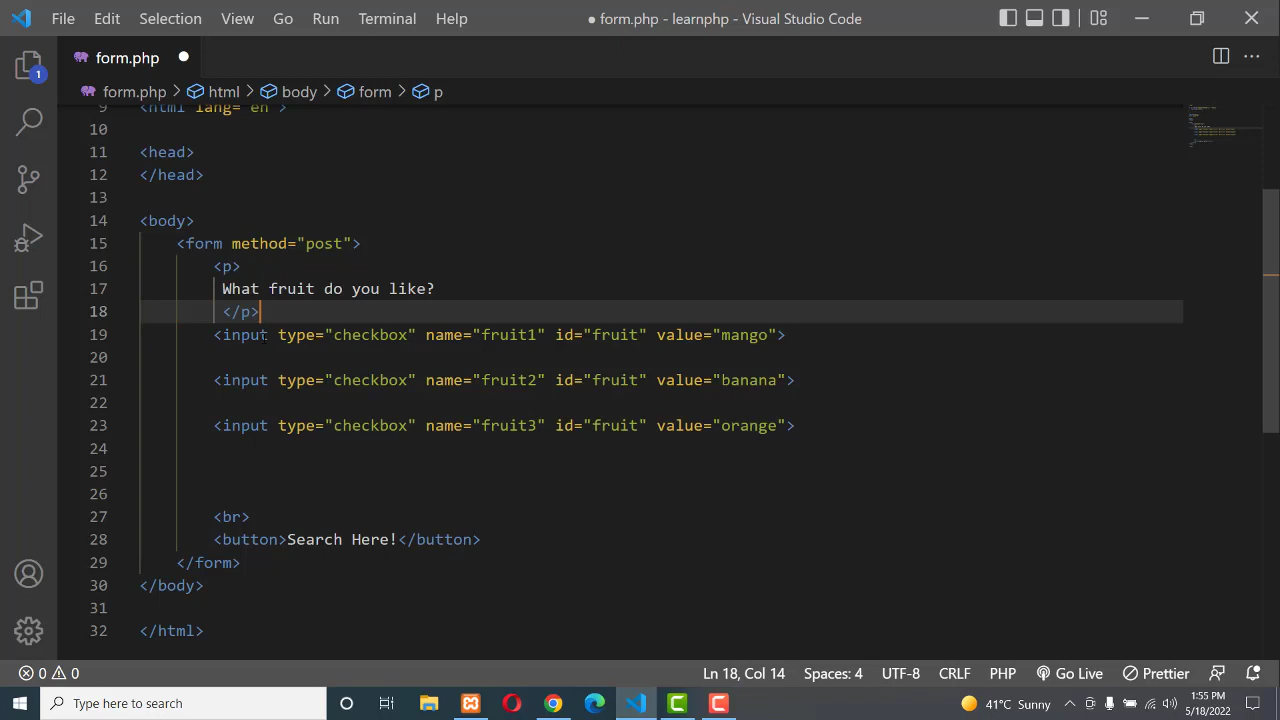 File Edit Selection View Go Run Terminal Help
● form.php - learnphp - Visual Studio Code
form.php
1
form.php > html > body > form > p
9 <html lang="en">
10
11 <head>
12 </head>
13
14 <body>
15 <form method="post">
16 <p>
17 What fruit do you like?
18 </p>
19 <input type="checkbox" name="fruit1" id="fruit" value="mango">
20
21 <input type="checkbox" name="fruit2" id="fruit" value="banana">
22
23 <input type="checkbox" name="fruit3" id="fruit" value="orange">
24
25
26
27 <br>
28 <button>Search Here!</button>
29 </form>
30 </body>
31
32 </html>
0 0 Ln 18, Col 14 Spaces: 4 UTF-8 CRLF PHP Go Live Prettier
Type here to search
41°C Sunny
1:55 PM
5/18/2022